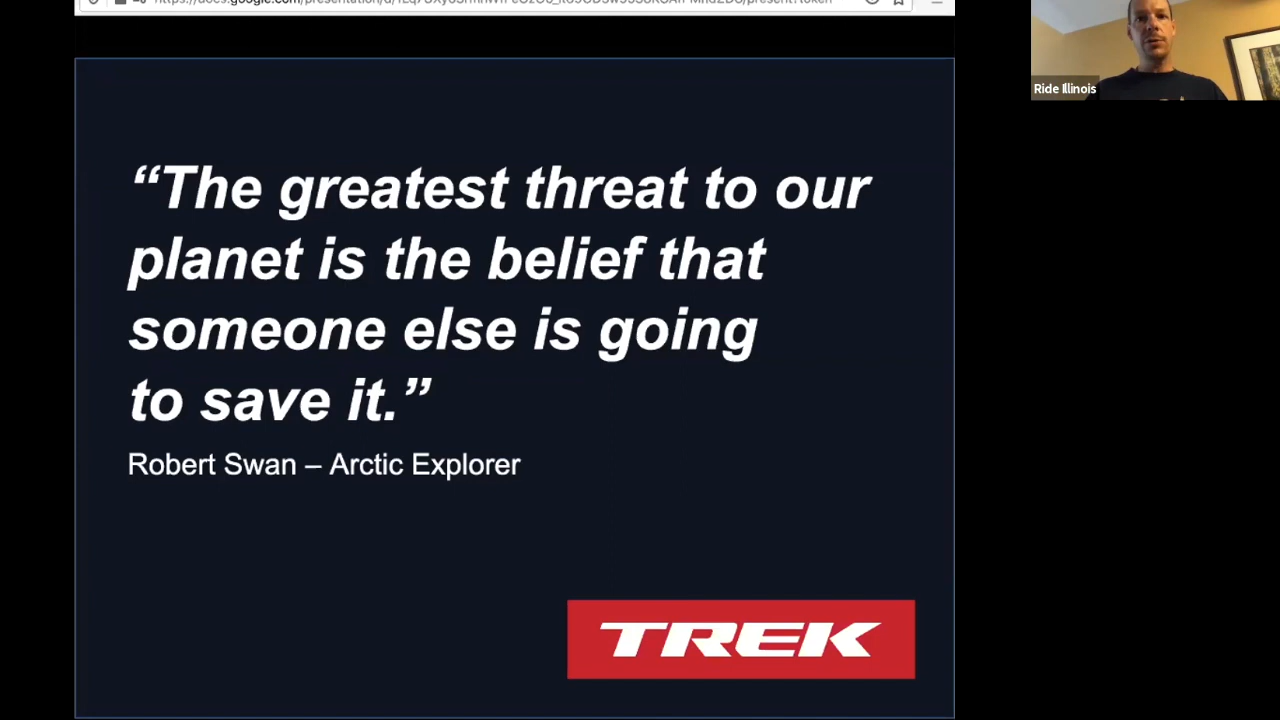 “The greatest threat to our
planet is the belief that
someone else is going
to save it.”
Robert Swan – Arctic Explorer
TREK
Ride Illinois